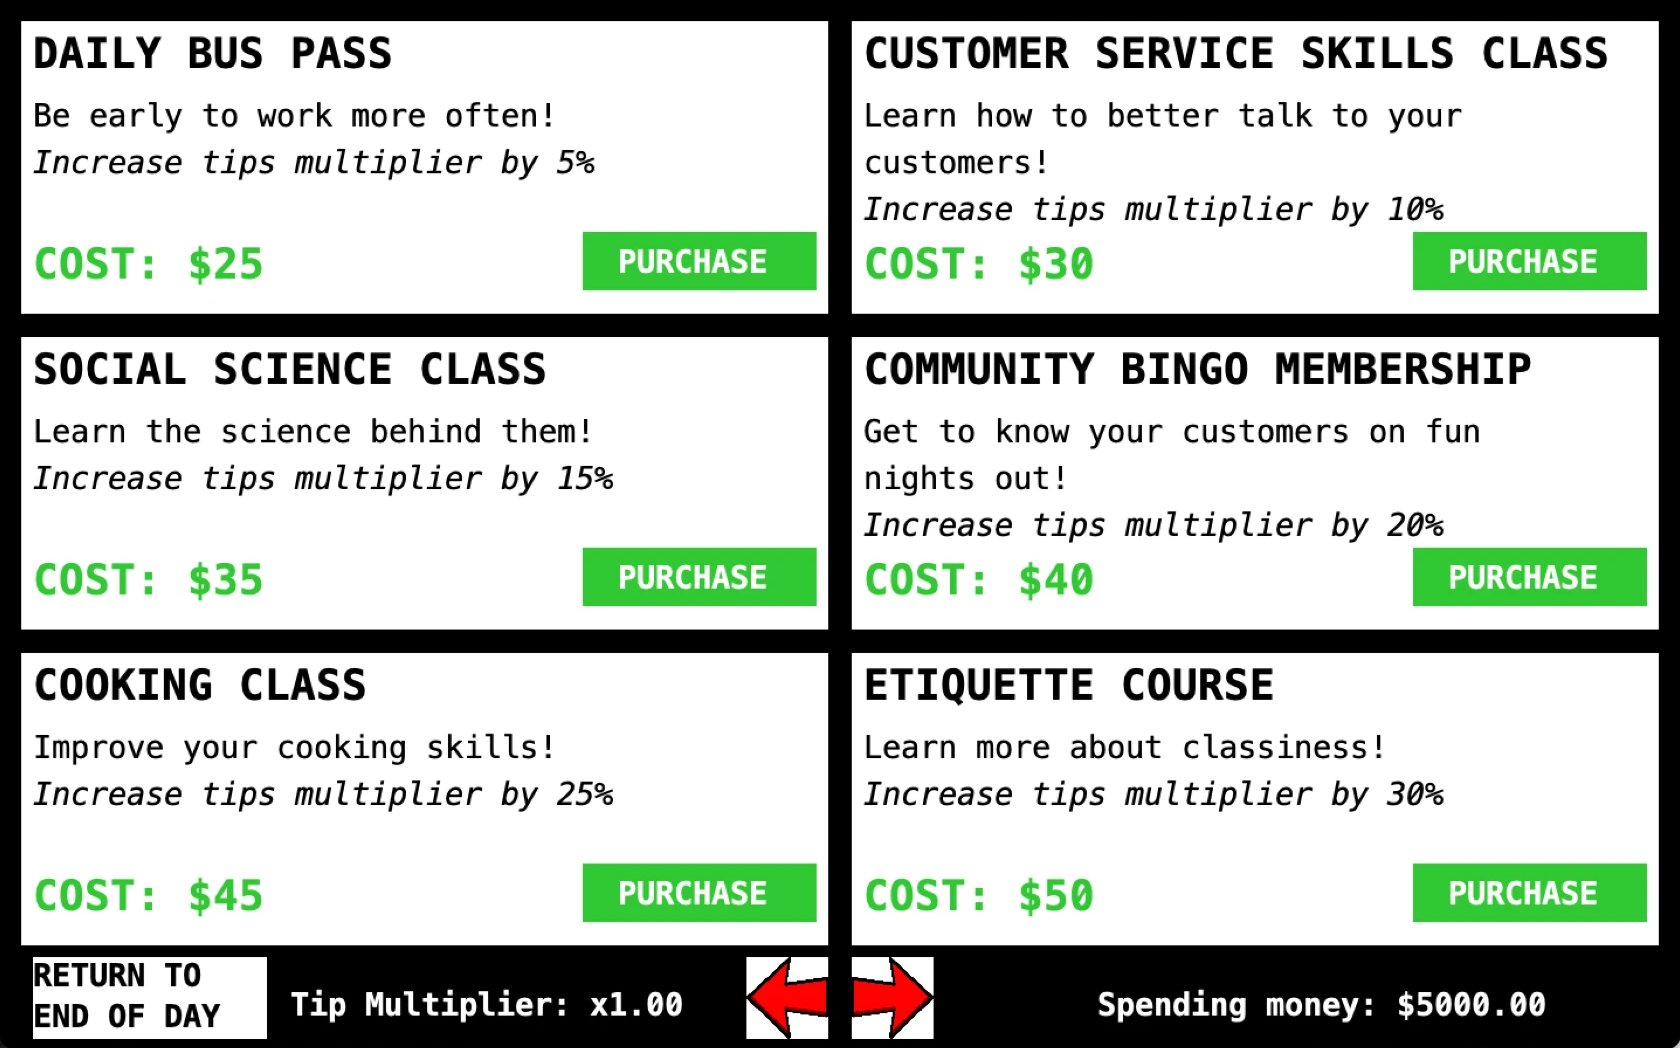 DAILY BUS PASS
Be early to work more often!
Increase tips multiplier by 5%
COST: $25
PURCHASE
CUSTOMER SERVICE SKILLS CLASS
Learn how to better talk to your
customers!
Increase tips multiplier by 10%
COST: $30
PURCHASE
SOCIAL SCIENCE CLASS
Learn the science behind them!
Increase tips multiplier by 15%
COST: $35
PURCHASE
COMMUNITY BINGO MEMBERSHIP
Get to know your customers on fun
nights out!
Increase tips multiplier by 20%
COST: $40
PURCHASE
COOKING CLASS
Improve your cooking skills!
Increase tips multiplier by 25%
COST: $45
PURCHASE
ETIQUETTE COURSE
Learn more about classiness!
Increase tips multiplier by 30%
COST: $50
PURCHASE
RETURN TO
END OF DAY
Tip Multiplier: x1.00
Spending money: $5000.00